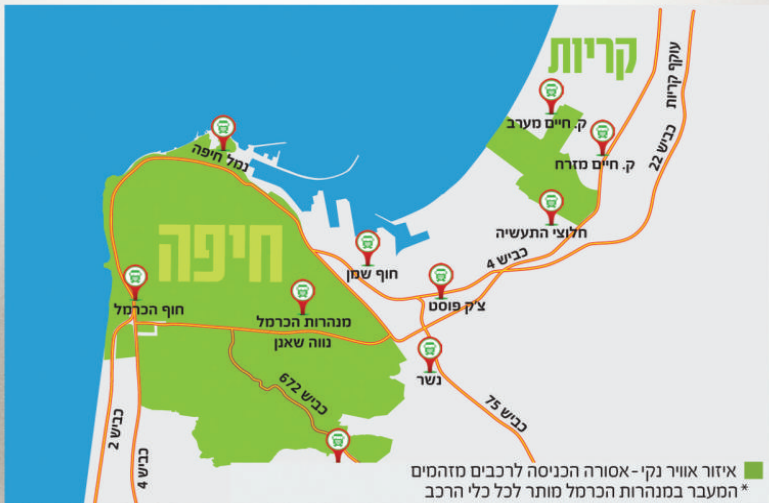 קריות
עוקף קריות
כביש 22
ק. חיים מערב
ק. חיים מזרח
נמל חיפה
חלוצי התעשיה
חיפה
חוף שמן
כביש 4
צ'ק פוסט
חוף הכרמל
מנהרות הכרמל
נווה שאנן
נשר
כביש 672
כביש 75
כביש 2
כביש 4
איזור אוויר נקי - אסורה הכניסה לרכבים מזהמים
* המעבר במנהרות הכרמל מותר לכל כלי הרכב